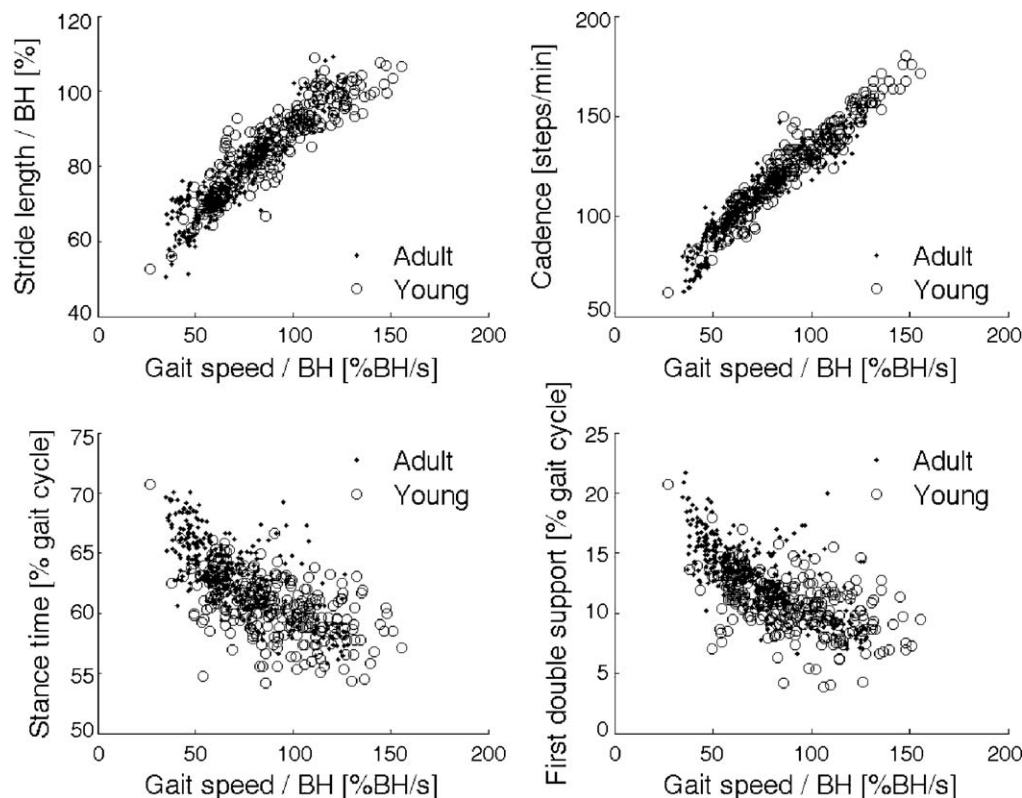 Stride length / BH [%]
120
100
80
60
40
Adult
Young
0
50
100
150
200
Gait speed / BH [%BH/s]
Cadence [steps/min]
200
150
100
50
Adult
Young
0
50
100
150
200
Gait speed / BH [%BH/s]
Stance time [% gait cycle]
75
70
65
60
55
50
Adult
Young
0
50
100
150
200
Gait speed / BH [%BH/s]
First double support [% gait cycle]
25
20
15
10
5
0
Adult
Young
0
50
100
150
200
Gait speed / BH [%BH/s]